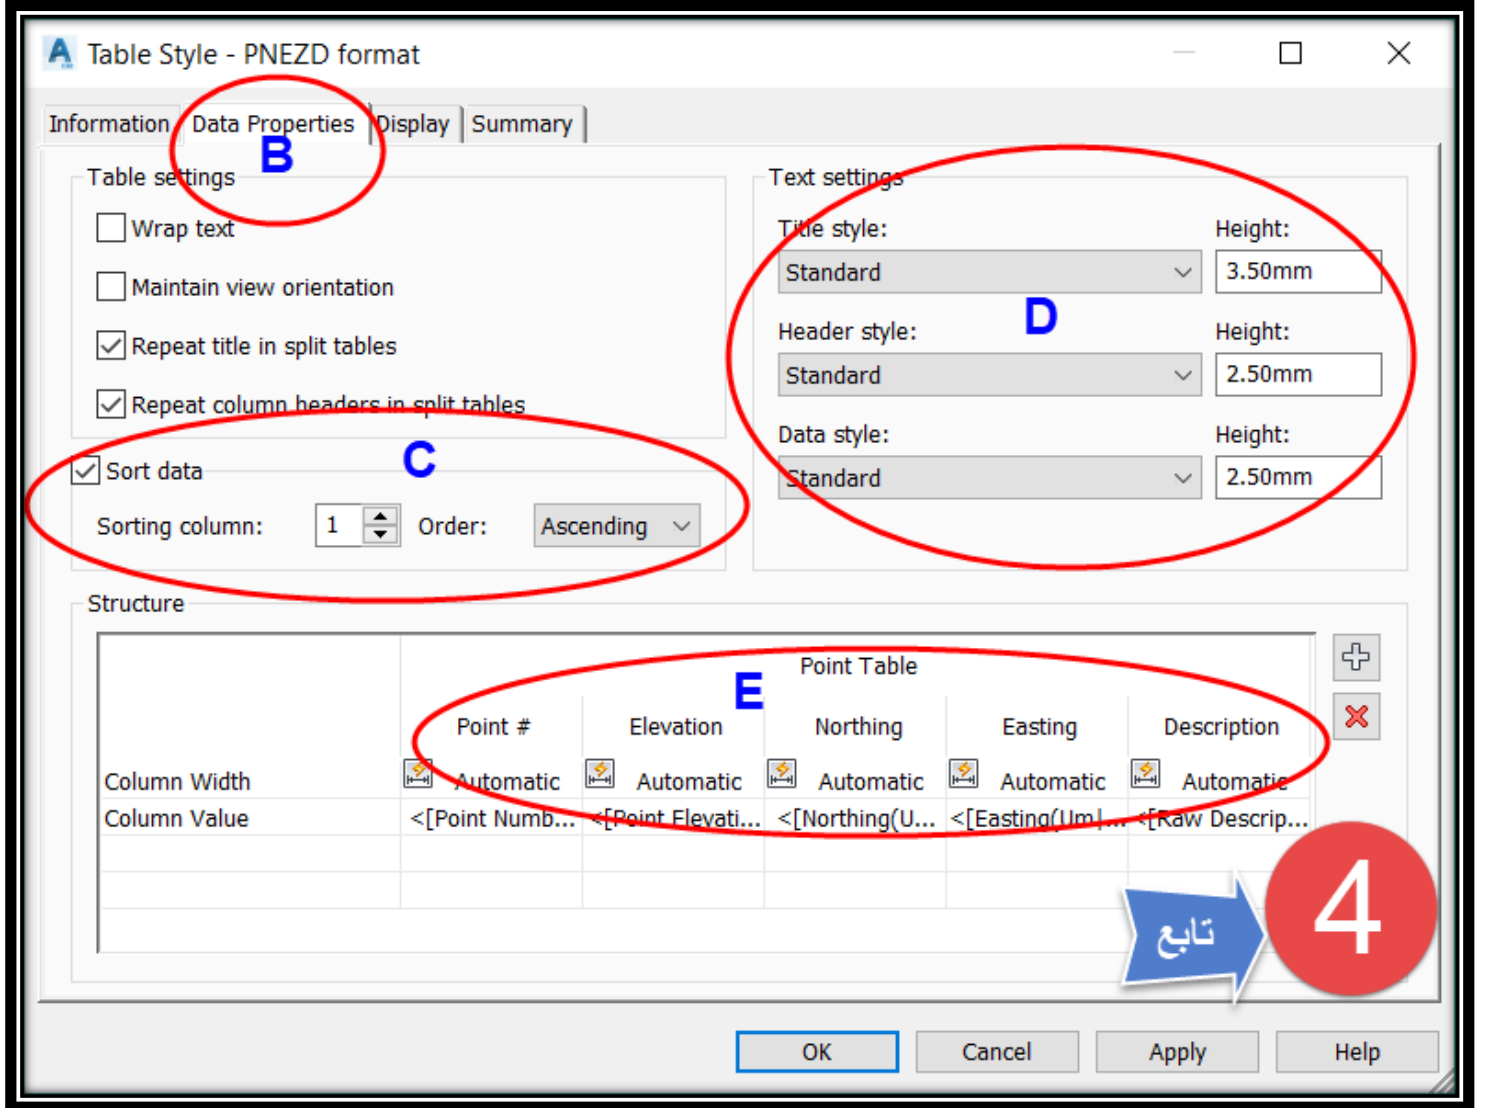 Table Style - PNEZD format
Information Data Properties Display Summary
B
Table settings
Wrap text
Maintain view orientation
Repeat title in split tables
Repeat column headers in split tables
C
Sort data
Sorting column: 1 Order: Ascending
Text settings
Title style: Height:
Standard 3.50mm
D
Header style: Height:
Standard 2.50mm
Data style: Height:
Standard 2.50mm
Structure
Point Table
E
Point # Elevation Northing Easting Description
Column Width Automatic Automatic Automatic Automatic Automatic
Column Value <[Point Numb... <[Point Elevati... <[Northing(U... <[Easting(Um|... <[Raw Descrip...
تابع
4
OK Cancel Apply Help